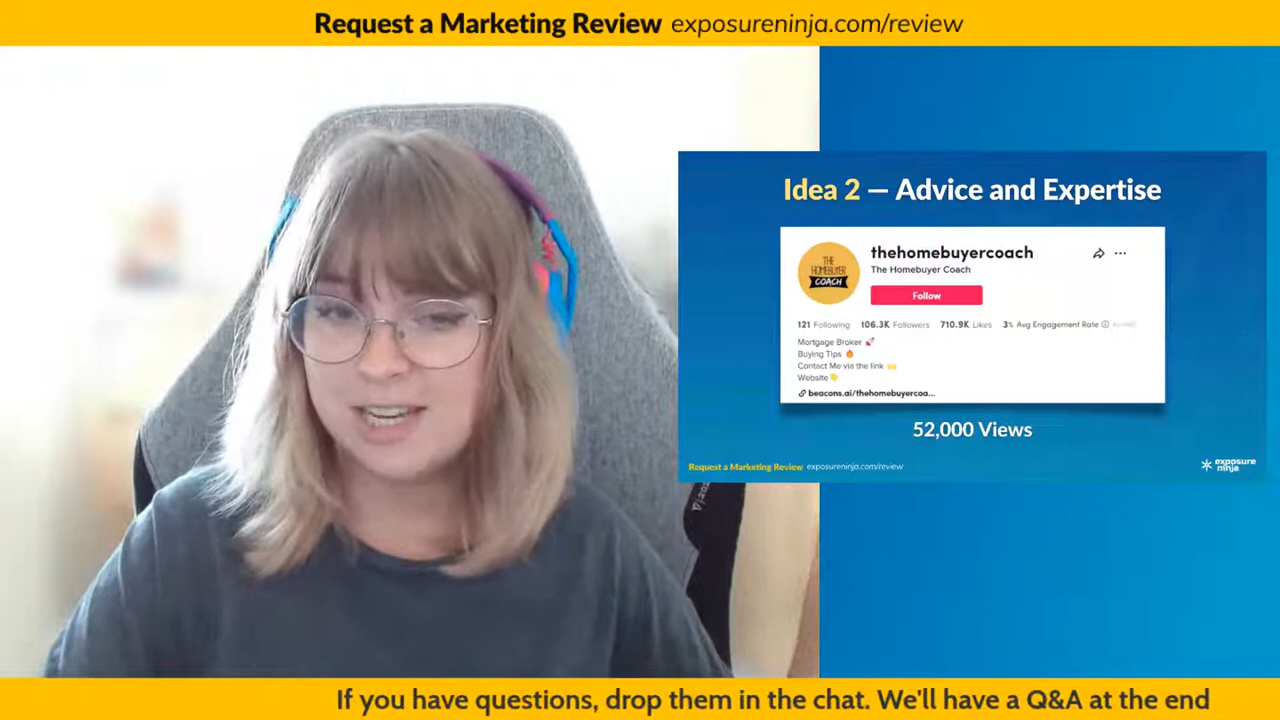 Request a Marketing Review exposureninja.com/review
Idea 2 — Advice and Expertise
THE
HOMEBUYER
COACH
thehomebuyercoach
The Homebuyer Coach
Follow
121 Following 106.3K Followers 710.9K Likes 3% Avg Engagement Rate
Mortgage Broker 🚀
Buying Tips 🔥
Contact Me via the link 🙌
Website👇
beacons.ai/thehomebuyercoa...
52,000 Views
Request a Marketing Review exposureninja.com/review
exposure
ninja
If you have questions, drop them in the chat. We'll have a Q&A at the end